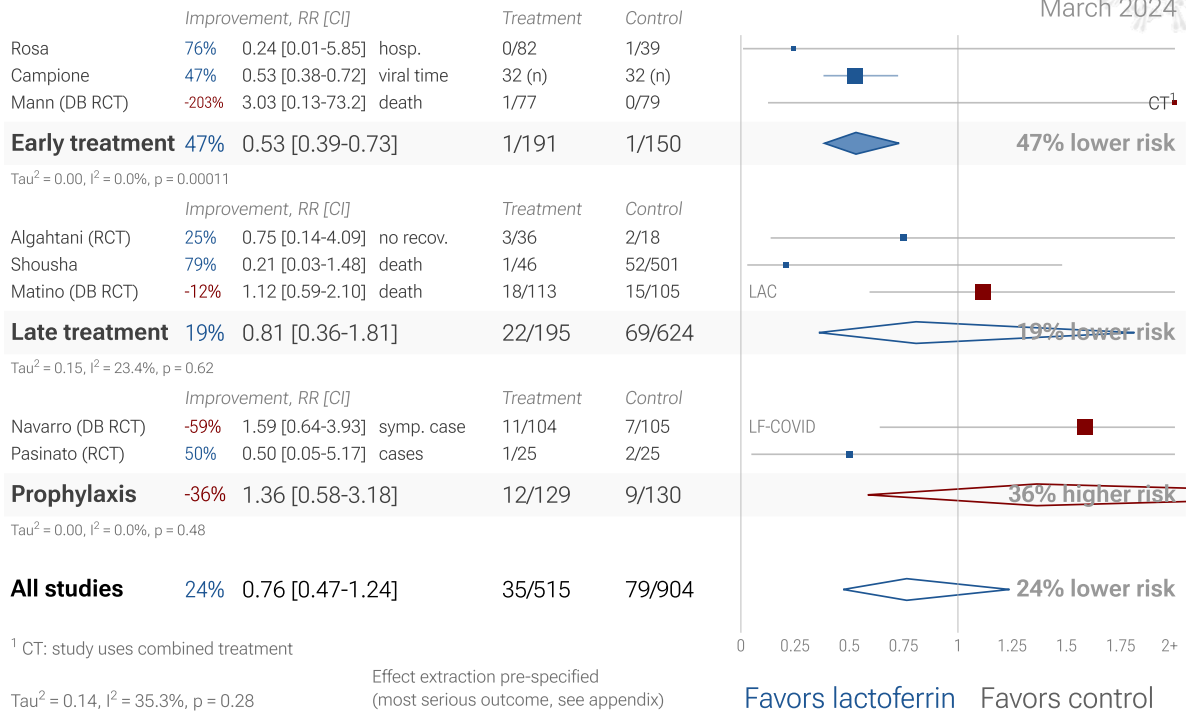 March 2024
Improvement, RR [CI] Treatment Control
Rosa 76% 0.24 [0.01-5.85] hosp. 0/82 1/39
Campione 47% 0.53 [0.38-0.72] viral time 32 (n) 32 (n)
Mann (DB RCT) -203% 3.03 [0.13-73.2] death 1/77 0/79 CT¹
Early treatment 47% 0.53 [0.39-0.73] 1/191 1/150 47% lower risk
Tau² = 0.00, I² = 0.0%, p = 0.00011
Improvement, RR [CI] Treatment Control
Algahtani (RCT) 25% 0.75 [0.14-4.09] no recov. 3/36 2/18
Shousha 79% 0.21 [0.03-1.48] death 1/46 52/501
Matino (DB RCT) -12% 1.12 [0.59-2.10] death 18/113 15/105 LAC
Late treatment 19% 0.81 [0.36-1.81] 22/195 69/624 19% lower risk
Tau² = 0.15, I² = 23.4%, p = 0.62
Improvement, RR [CI] Treatment Control
Navarro (DB RCT) -59% 1.59 [0.64-3.93] symp. case 11/104 7/105 LF-COVID
Pasinato (RCT) 50% 0.50 [0.05-5.17] cases 1/25 2/25
Prophylaxis -36% 1.36 [0.58-3.18] 12/129 9/130 36% higher risk
Tau² = 0.00, I² = 0.0%, p = 0.48
All studies 24% 0.76 [0.47-1.24] 35/515 79/904 24% lower risk
0 0.25 0.5 0.75 1 1.25 1.5 1.75 2+
¹ CT: study uses combined treatment
Effect extraction pre-specified
Tau² = 0.14, I² = 35.3%, p = 0.28 (most serious outcome, see appendix)
Favors lactoferrin Favors control